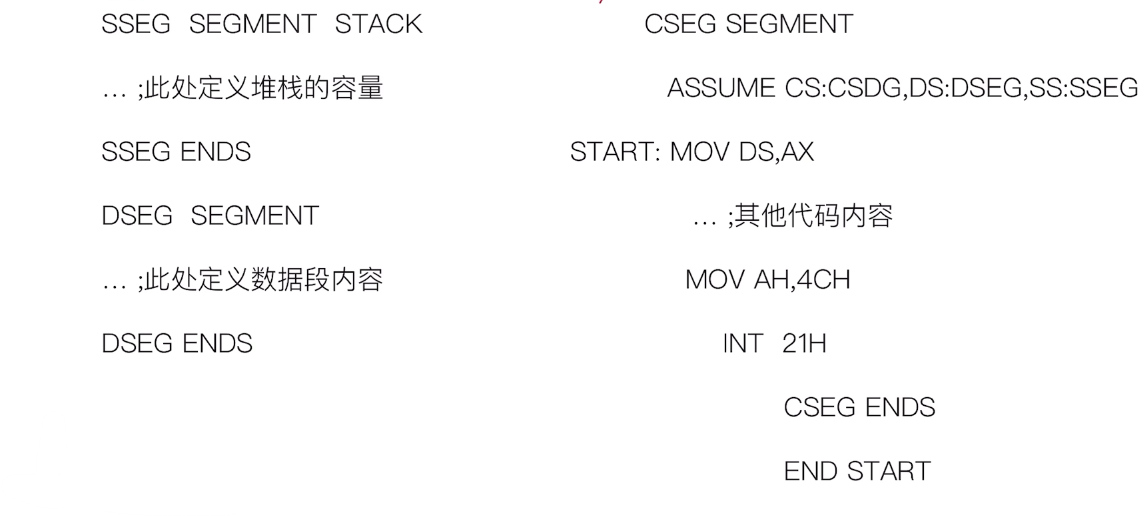 SSEG  SEGMENT  STACK
… ;此处定义堆栈的容量
SSEG ENDS
DSEG  SEGMENT
… ;此处定义数据段内容
DSEG ENDS
CSEG SEGMENT
ASSUME CS:CSDG,DS:DSEG,SS:SSEG
START: MOV DS,AX
… ;其他代码内容
MOV AH,4CH
INT  21H
CSEG ENDS
END START